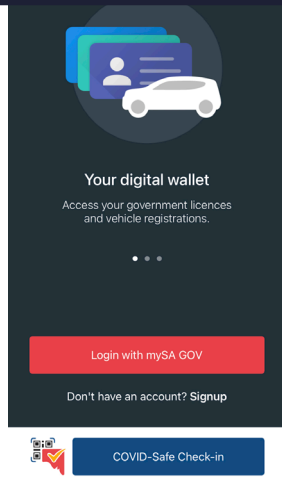 Your digital wallet
Access your government licences
and vehicle registrations.
Login with mySA GOV
Don't have an account? Signup
COVID-Safe Check-in